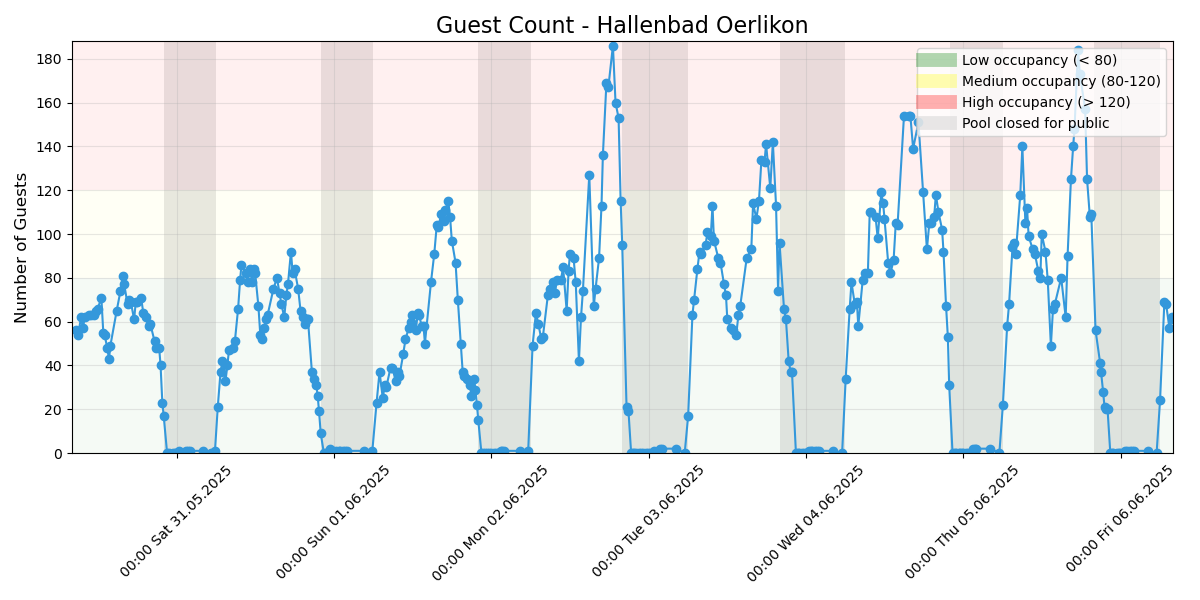 Guest Count - Hallenbad Oerlikon
Number of Guests
180
160
140
120
100
80
60
40
20
0
Low occupancy (< 80)
Medium occupancy (80-120)
High occupancy (> 120)
Pool closed for public
00:00 Sat 31.05.2025
00:00 Sun 01.06.2025
00:00 Mon 02.06.2025
00:00 Tue 03.06.2025
00:00 Wed 04.06.2025
00:00 Thu 05.06.2025
00:00 Fri 06.06.2025